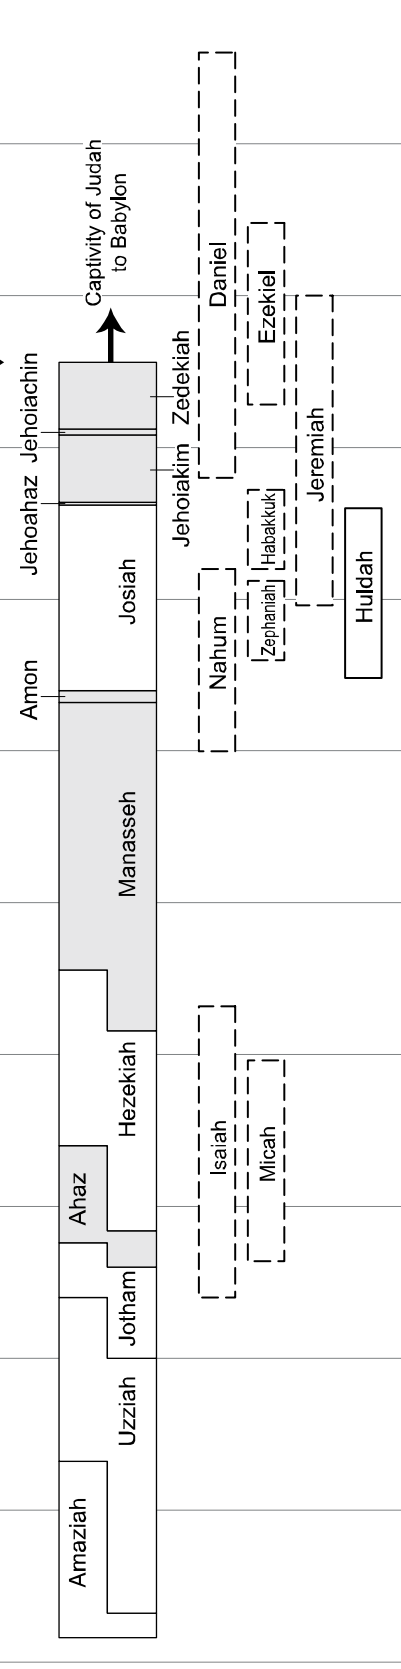 Amaziah
Uzziah
Jotham
Ahaz
Hezekiah
Manasseh
Amon
Josiah
Jehoahaz
Jehoiakim
Jehoiachin
Zedekiah
Captivity of Judah
to Babylon
Isaiah
Micah
Nahum
Zephaniah
Habakkuk
Huldah
Jeremiah
Daniel
Ezekiel